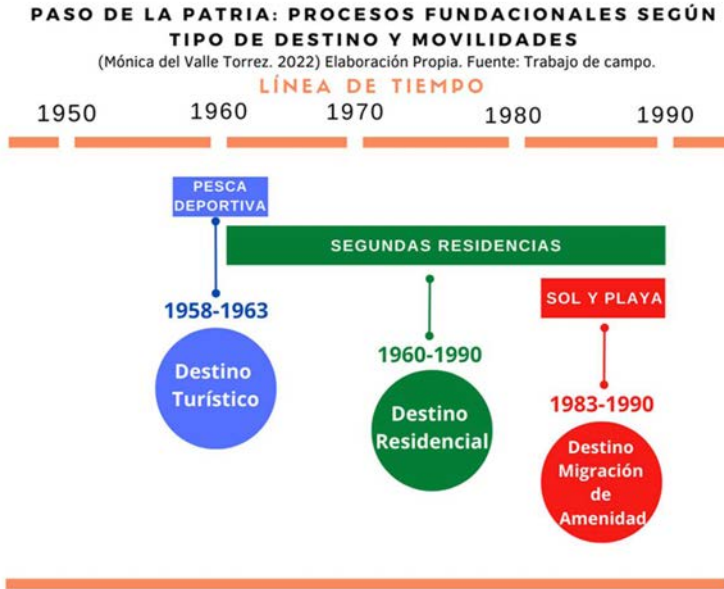 PASO DE LA PATRIA: PROCESOS FUNDACIONALES SEGÚN
TIPO DE DESTINO Y MOVILIDADES
(Mónica del Valle Torrez. 2022) Elaboración Propia. Fuente: Trabajo de campo.
LÍNEA DE TIEMPO
1950 1960 1970 1980 1990
PESCA
DEPORTIVA
SEGUNDAS RESIDENCIAS
SOL Y PLAYA
1958-1963
Destino
Turístico
1960-1990
Destino
Residencial
1983-1990
Destino
Migración
de
Amenidad